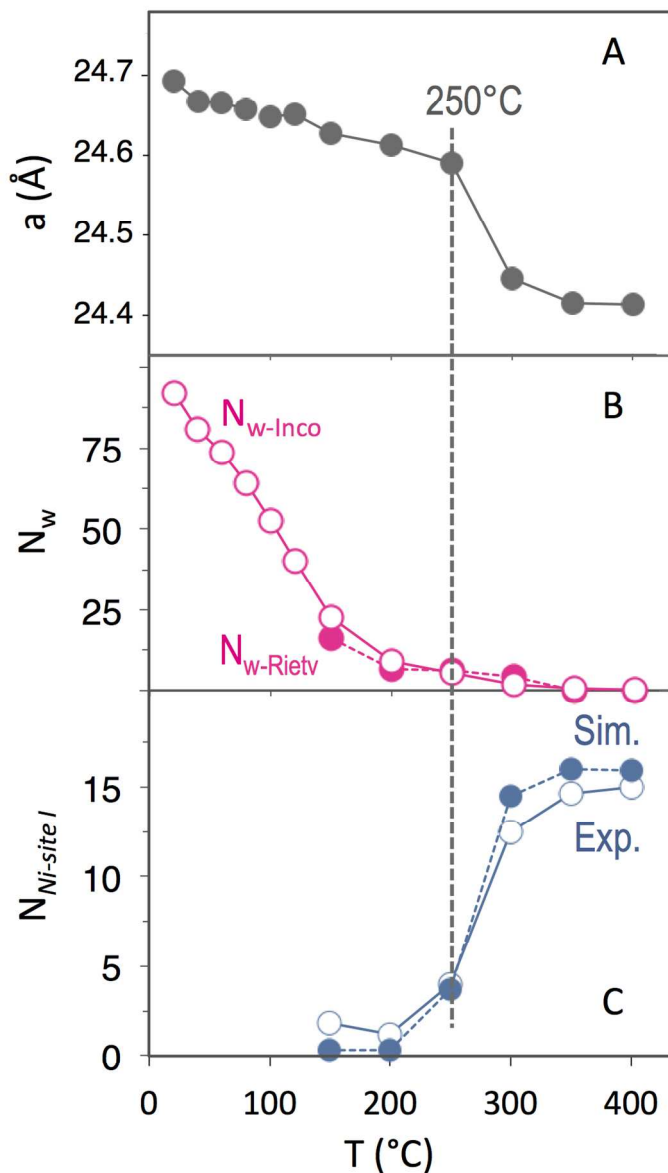 A
24.7
250°C
24.6
a (Å)
24.5
24.4
B
N_w-Inco
75
N_w
50
25
N_w-Rietv
Sim.
15
Exp.
N_Ni-site I
10
5
C
0
0 100 200 300 400
T (°C)